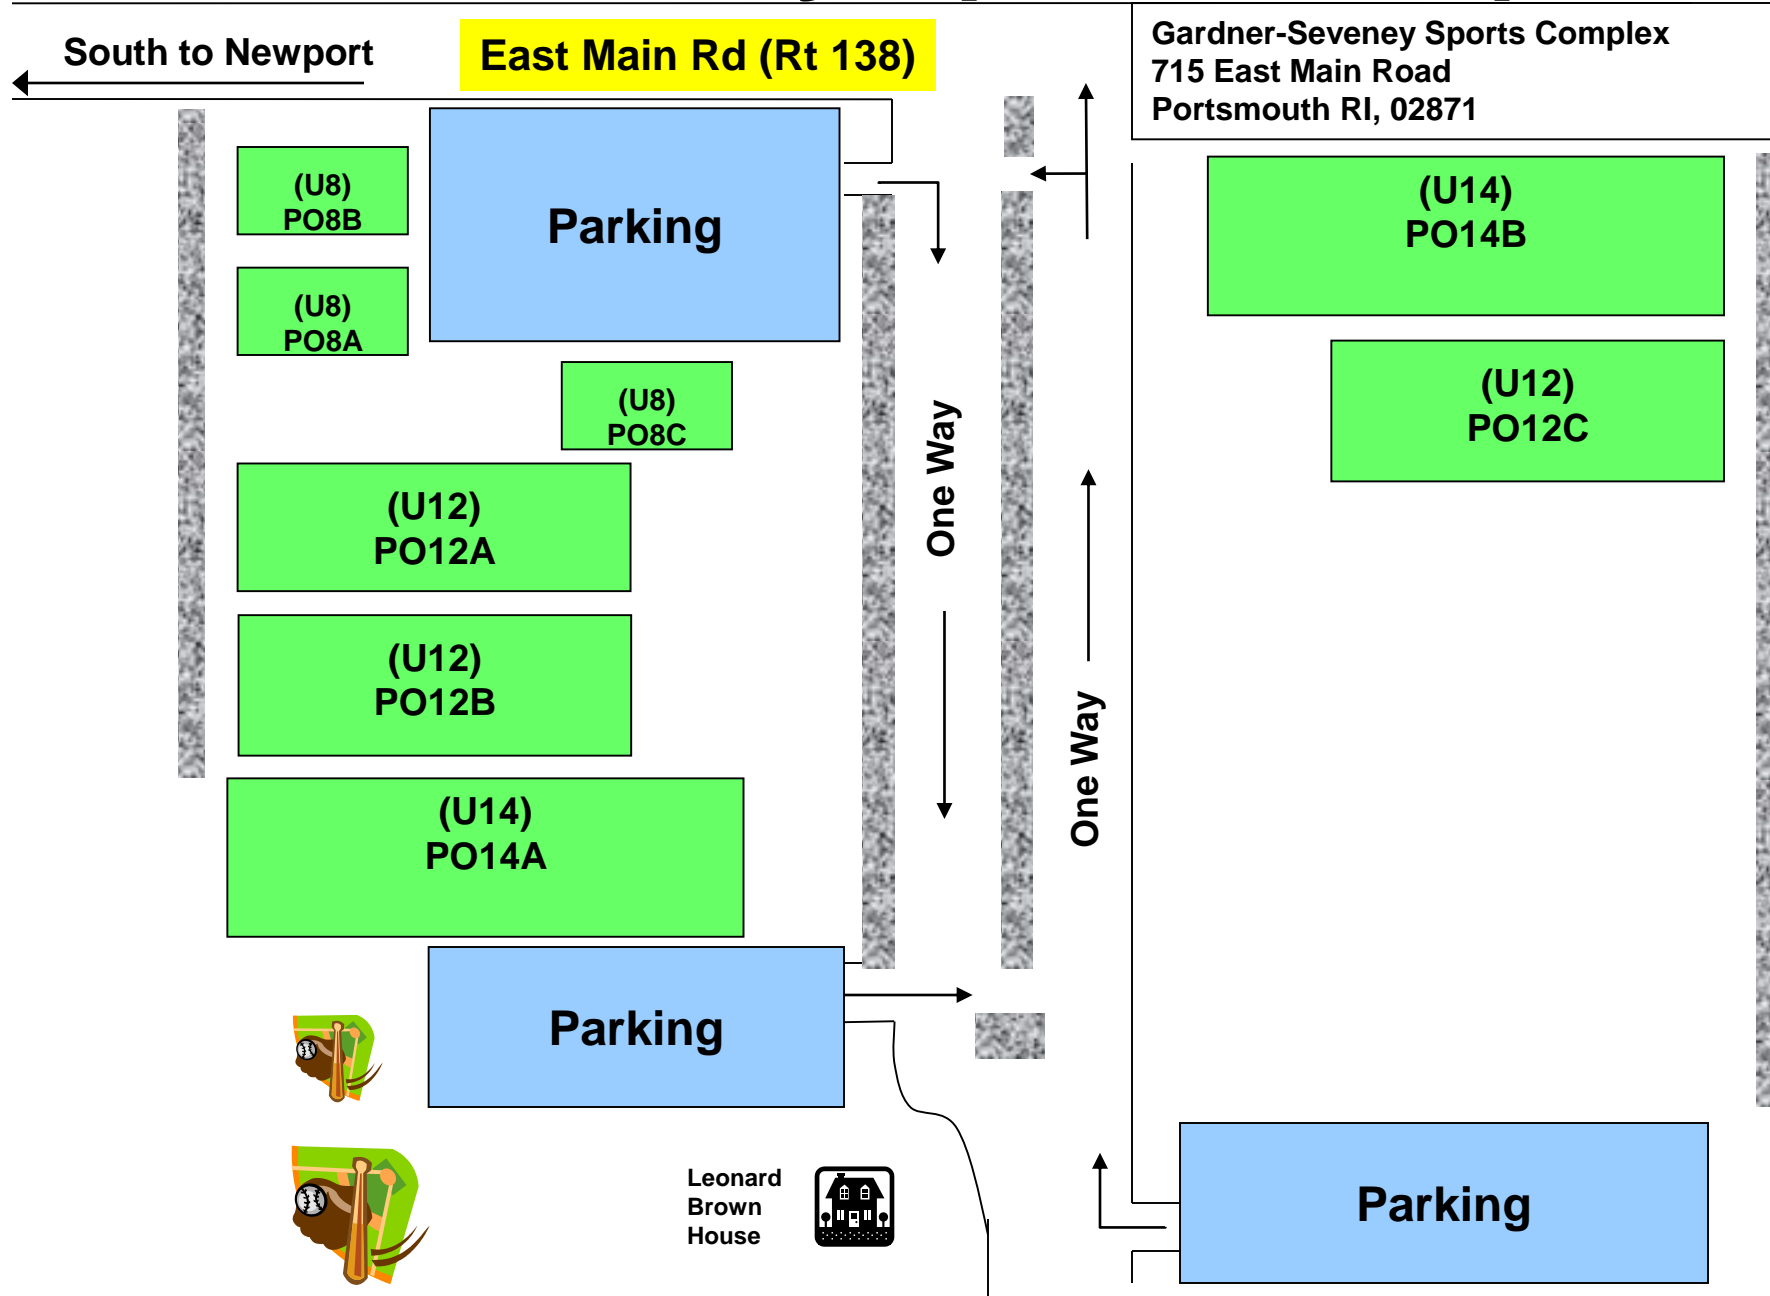 South to Newport
East Main Rd (Rt 138)
Gardner-Seveney Sports Complex
715 East Main Road
Portsmouth RI, 02871
(U8)
PO8B
Parking
(U8)
PO8A
(U8)
PO8C
(U12)
PO12A
(U12)
PO12B
(U14)
PO14A
Parking
One Way
One Way
(U14)
PO14B
(U12)
PO12C
Leonard
Brown
House
Parking